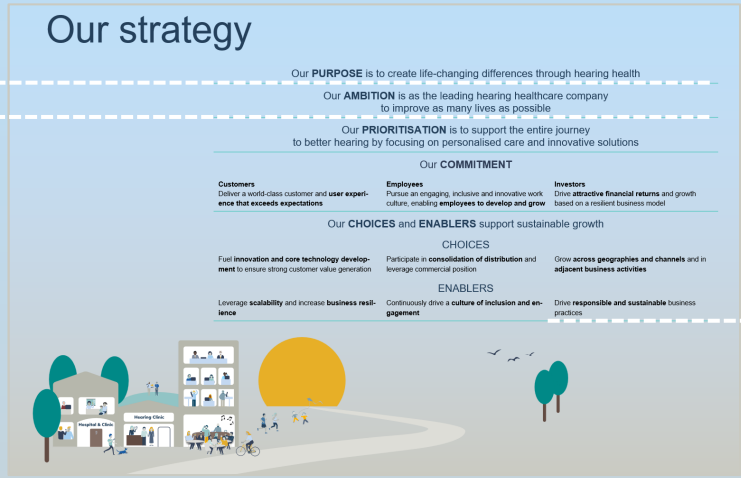 Our strategy
Our PURPOSE is to create life-changing differences through hearing health
Our AMBITION is as the leading hearing healthcare company
to improve as many lives as possible
Our PRIORITISATION is to support the entire journey
to better hearing by focusing on personalised care and innovative solutions
Our COMMITMENT
Customers
Deliver a world-class customer and user experi-
ence that exceeds expectations
Employees
Pursue an engaging, inclusive and innovative work
culture, enabling employees to develop and grow
Investors
Drive attractive financial returns and growth
based on a resilient business model
Our CHOICES and ENABLERS support sustainable growth
CHOICES
Fuel innovation and core technology develop-
ment to ensure strong customer value generation
Participate in consolidation of distribution and
leverage commercial position
Grow across geographies and channels and in
adjacent business activities
ENABLERS
Leverage scalability and increase business resil-
ience
Continuously drive a culture of inclusion and en-
gagement
Drive responsible and sustainable business
practices
Hospital & Clinic
Hearing Clinic